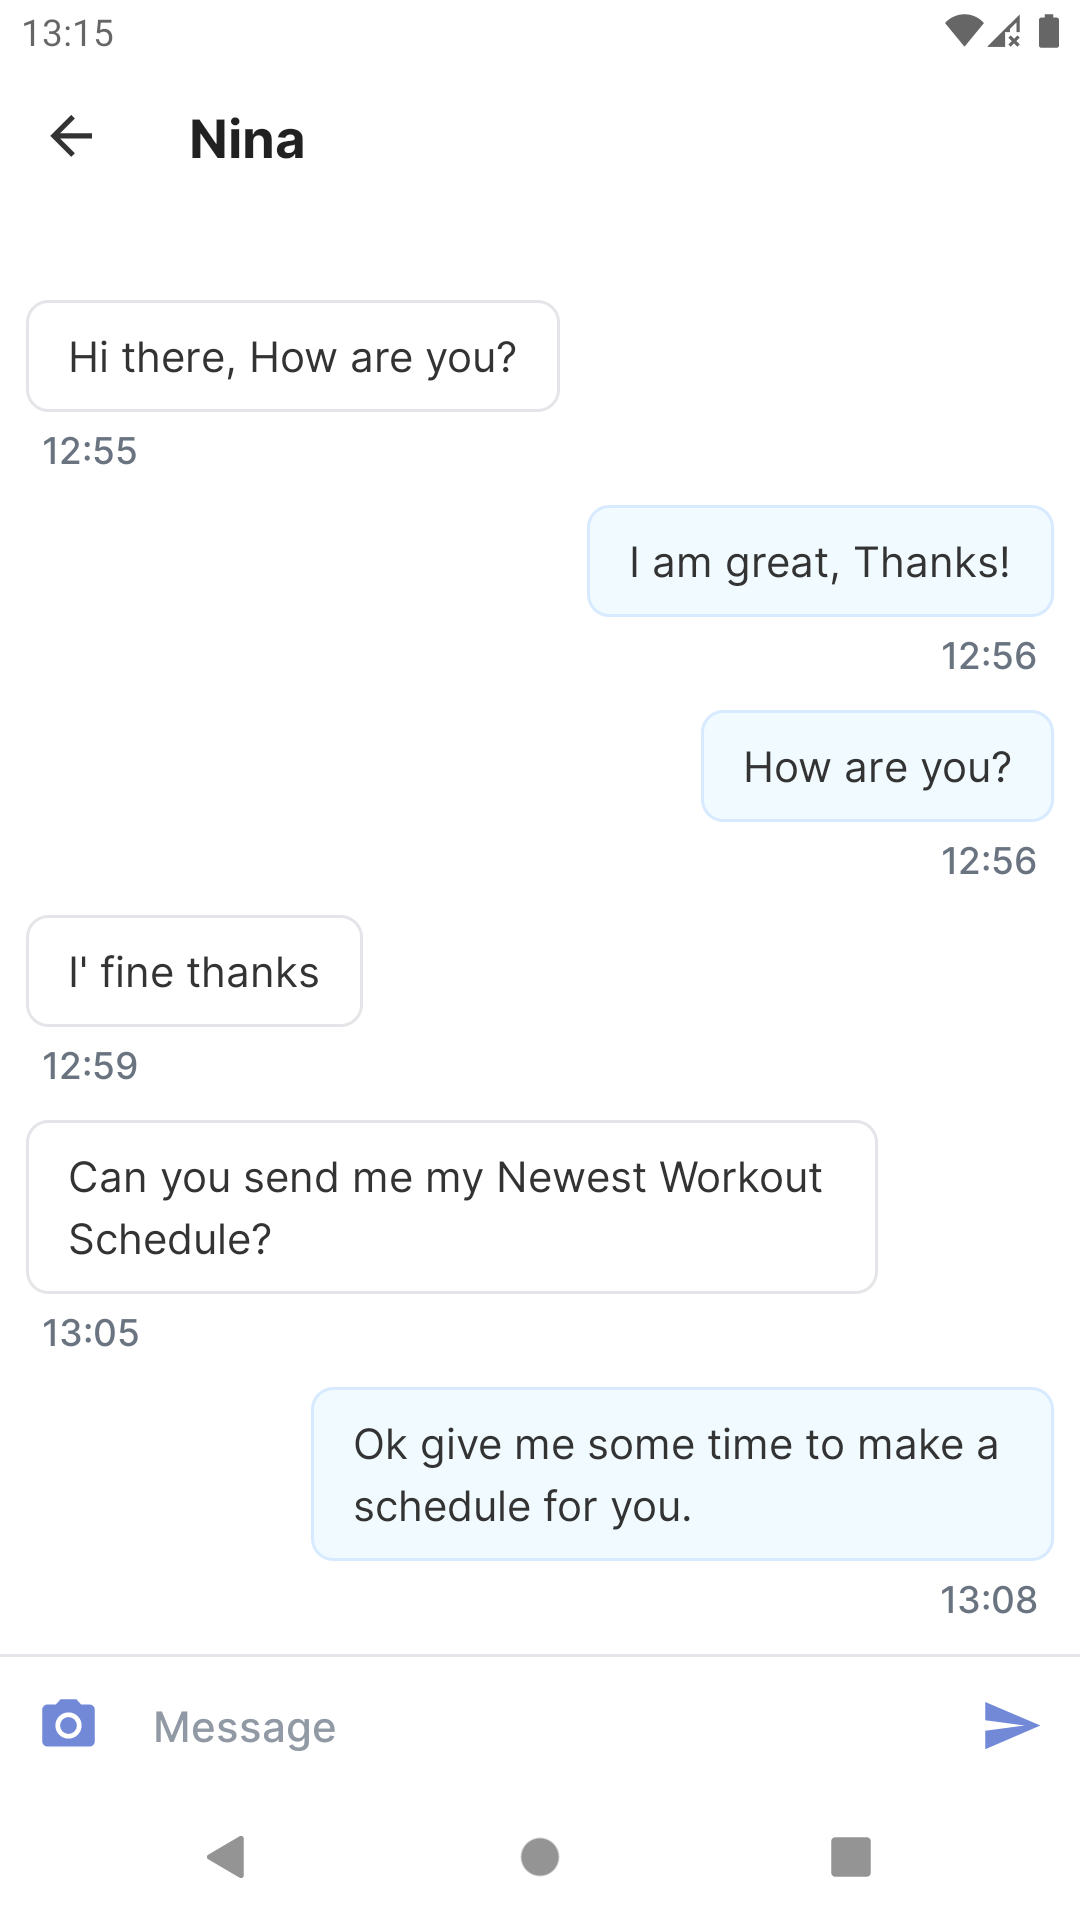 13:15
Nina
Hi there, How are you?
12:55
I am great, Thanks!
12:56
How are you?
12:56
I' fine thanks
12:59
Can you send me my Newest Workout
Schedule?
13:05
Ok give me some time to make a
schedule for you.
13:08
Message